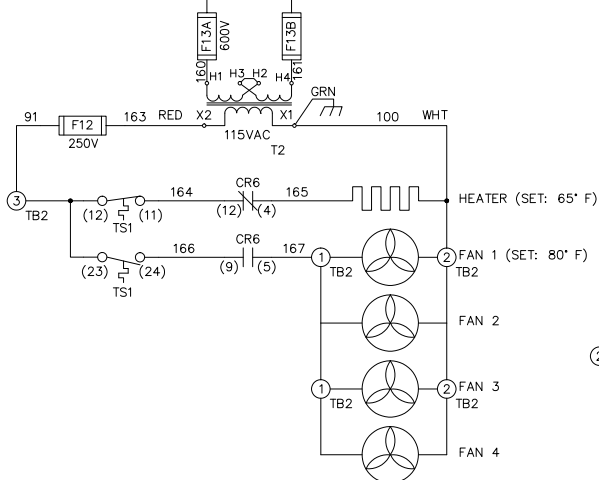 F13A
600V
F13B
160
161
H1
H3
H2
H4
GRN
91
F12
163
RED
X2
X1
100
WHT
250V
115VAC
T2
3
TB2
(12)
(11)
TS1
164
CR6
(12)
(4)
165
HEATER (SET: 65° F)
(23)
(24)
TS1
166
CR6
(9)
(5)
167
1
TB2
2
TB2
FAN 1 (SET: 80° F)
FAN 2
1
TB2
2
TB2
FAN 3
FAN 4